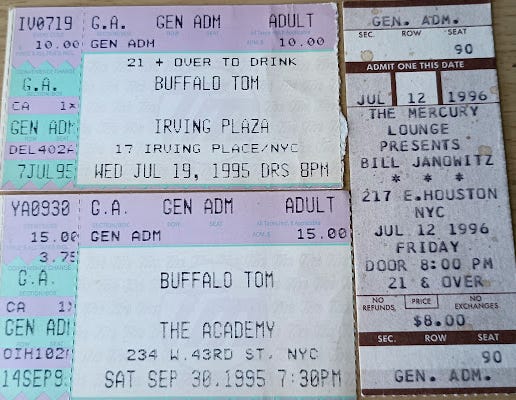 IV0719 G.A. GEN ADM ADULT
10.00 GEN ADM 10.00
21 + OVER TO DRINK
G.A. BUFFALO TOM
CA 1X
GEN ADM IRVING PLAZA
DEL402A 17 IRVING PLACE/NYC
7JUL95 WED JUL 19, 1995 DRS 8PM
YA0930 G.A. GEN ADM ADULT
15.00 GEN ADM 15.00
3.75
G.A. BUFFALO TOM
CA
GEN ADM THE ACADEMY
234 W.43RD ST, NYC
14SEP9 SAT SEP 30,1995 7:30PM
GEN. ADM.
SEC. ROW SEAT
90
ADMIT ONE THIS DATE
JUL 12 1996
THE MERCURY
LOUNGE
PRESENTS
BILL JANOWITZ
* * *
217 E.HOUSTON
NYC
JUL 12 1996
FRIDAY
DOOR 8:00 PM
21 & OVER
NO REFUNDS PRICE NO EXCHANGES
$8.00
SEC. ROW SEAT
90
GEN. ADM.